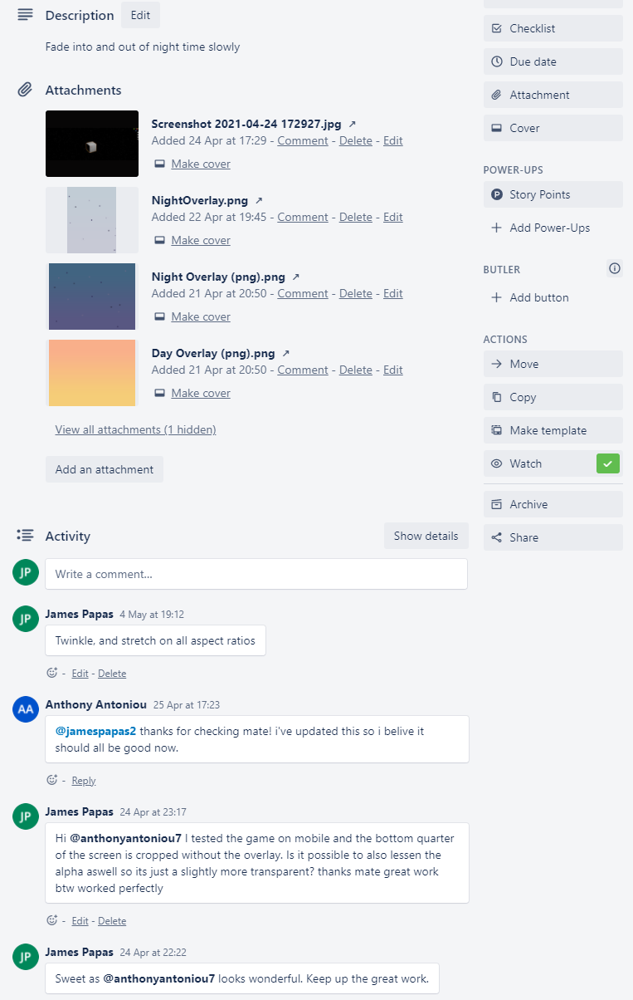 Description Edit
Fade into and out of night time slowly
Attachments
Screenshot 2021-04-24 172927.jpg ↗
Added 24 Apr at 17:29 - Comment - Delete - Edit
Make cover
NightOverlay.png ↗
Added 22 Apr at 19:45 - Comment - Delete - Edit
Make cover
Night Overlay (png).png ↗
Added 21 Apr at 20:50 - Comment - Delete - Edit
Make cover
Day Overlay (png).png ↗
Added 21 Apr at 20:50 - Comment - Delete - Edit
Make cover
View all attachments (1 hidden)
Add an attachment
Activity Show details
JP Write a comment…
JP James Papas 4 May at 19:12
Twinkle, and stretch on all aspect ratios
- Edit - Delete
AA Anthony Antoniou 25 Apr at 17:23
@jamespapas2 thanks for checking mate! i've updated this so i belive it
should all be good now.
- Reply
JP James Papas 24 Apr at 23:17
Hi @anthonyantoniou7 I tested the game on mobile and the bottom quarter
of the screen is cropped without the overlay. Is it possible to also lessen the
alpha aswell so its just a slightly more transparent? thanks mate great work
btw worked perfectly
- Edit - Delete
JP James Papas 24 Apr at 22:22
Sweet as @anthonyantoniou7 looks wonderful. Keep up the great work.
Checklist
Due date
Attachment
Cover
POWER-UPS
Story Points
Add Power-Ups
BUTLER
Add button
ACTIONS
Move
Copy
Make template
Watch
Archive
Share